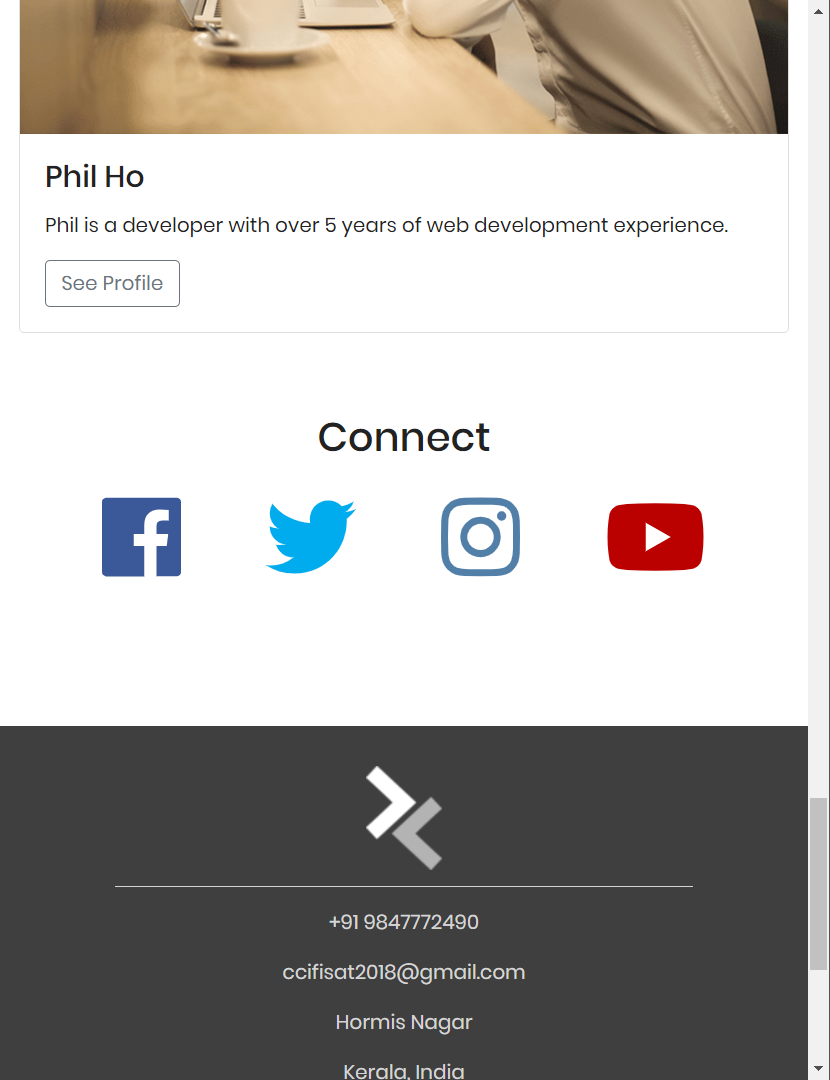 Phil Ho
Phil is a developer with over 5 years of web development experience.
See Profile
Connect
+91 9847772490
ccifisat2018@gmail.com
Hormis Nagar
Kerala, India